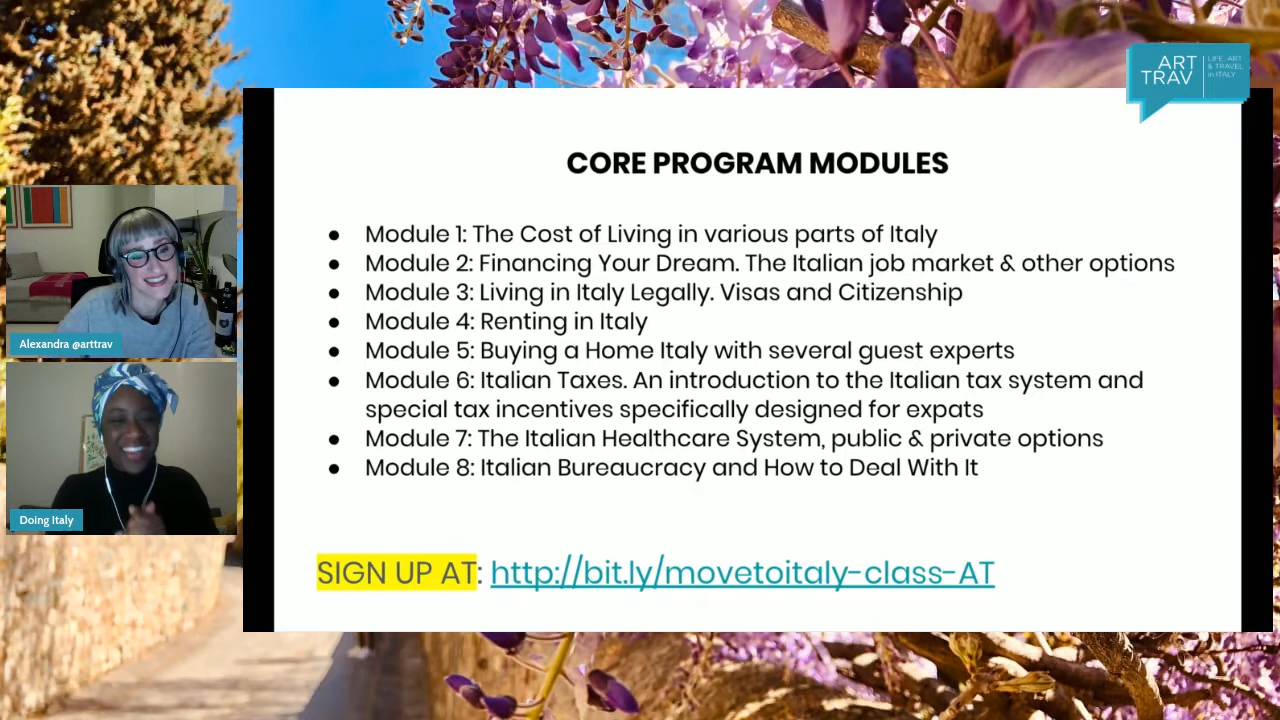 ART
TRAV
LIFE, ART
& TRAVEL
in ITALY
CORE PROGRAM MODULES
● Module 1: The Cost of Living in various parts of Italy
● Module 2: Financing Your Dream. The Italian job market & other options
● Module 3: Living in Italy Legally. Visas and Citizenship
● Module 4: Renting in Italy
● Module 5: Buying a Home Italy with several guest experts
● Module 6: Italian Taxes. An introduction to the Italian tax system and
special tax incentives specifically designed for expats
● Module 7: The Italian Healthcare System, public & private options
● Module 8: Italian Bureaucracy and How to Deal With It
SIGN UP AT: http://bit.ly/movetoitaly-class-AT
Alexandra @arttrav
Doing Italy